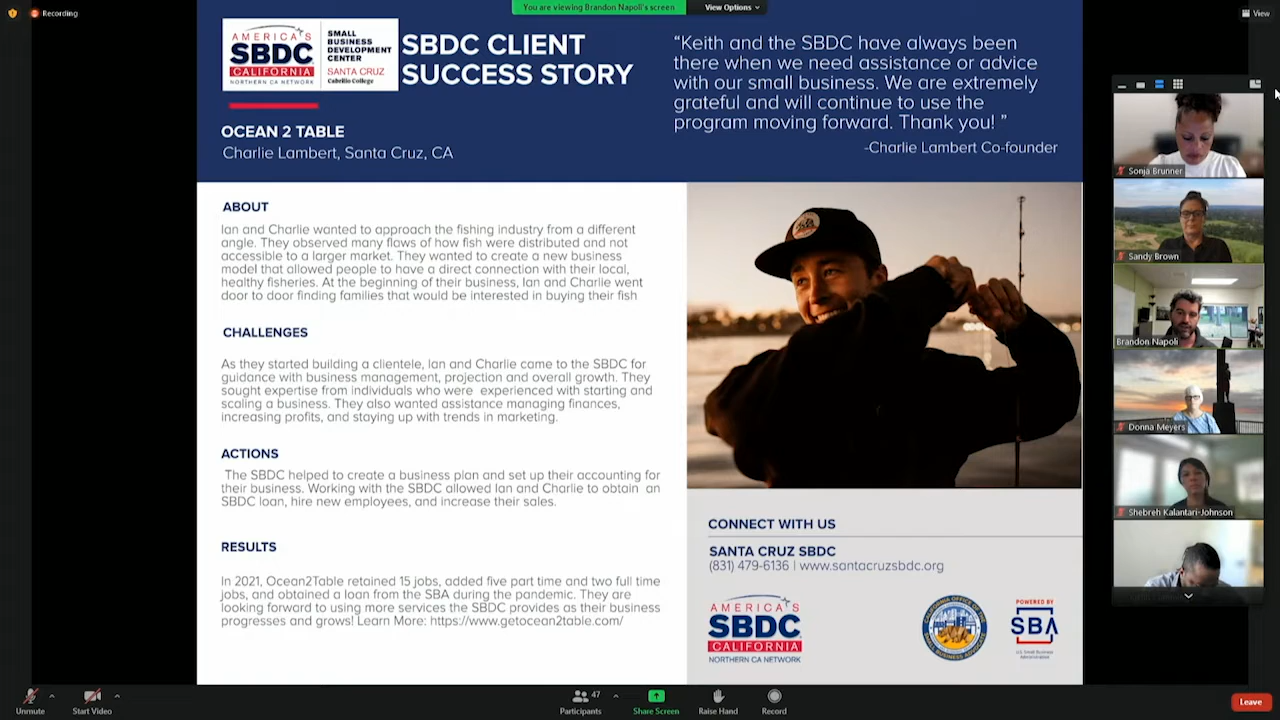 Recording
You are viewing Brandon Napoli's screen
View Options
View
AMERICA'S
SBDC
CALIFORNIA
NORTHERN CA NETWORK
SMALL
BUSINESS
DEVELOPMENT
CENTER
SANTA CRUZ
Cabrillo College
SBDC CLIENT
SUCCESS STORY
OCEAN 2 TABLE
Charlie Lambert, Santa Cruz, CA
“Keith and the SBDC have always been
there when we need assistance or advice
with our small business. We are extremely
grateful and will continue to use the
program moving forward. Thank you! ”
-Charlie Lambert Co-founder
ABOUT
Ian and Charlie wanted to approach the fishing industry from a different
angle. They observed many flaws of how fish were distributed and not
accessible to a larger market. They wanted to create a new business
model that allowed people to have a direct connection with their local,
healthy fisheries. At the beginning of their business, Ian and Charlie went
door to door finding families that would be interested in buying their fish
CHALLENGES
As they started building a clientele, Ian and Charlie came to the SBDC for
guidance with business management, projection and overall growth. They
sought expertise from individuals who were experienced with starting and
scaling a business. They also wanted assistance managing finances,
increasing profits, and staying up with trends in marketing.
ACTIONS
The SBDC helped to create a business plan and set up their accounting for
their business. Working with the SBDC allowed Ian and Charlie to obtain an
SBDC loan, hire new employees, and increase their sales.
RESULTS
In 2021, Ocean2Table retained 15 jobs, added five part time and two full time
jobs, and obtained a loan from the SBA during the pandemic. They are
looking forward to using more services the SBDC provides as their business
progresses and grows! Learn More: https://www.getocean2table.com/
CONNECT WITH US
SANTA CRUZ SBDC
(831) 479-6136 | www.santacruzsbdc.org
AMERICA'S
SBDC
CALIFORNIA
NORTHERN CA NETWORK
POWERED BY
SBA
U.S. Small Business
Administration
Sonja Brunner
Sandy Brown
Brandon Napoli
Donna Meyers
Shebreh Kalantari-Johnson
Unmute
Start Video
47
Participants
Share Screen
Raise Hand
Record
Leave